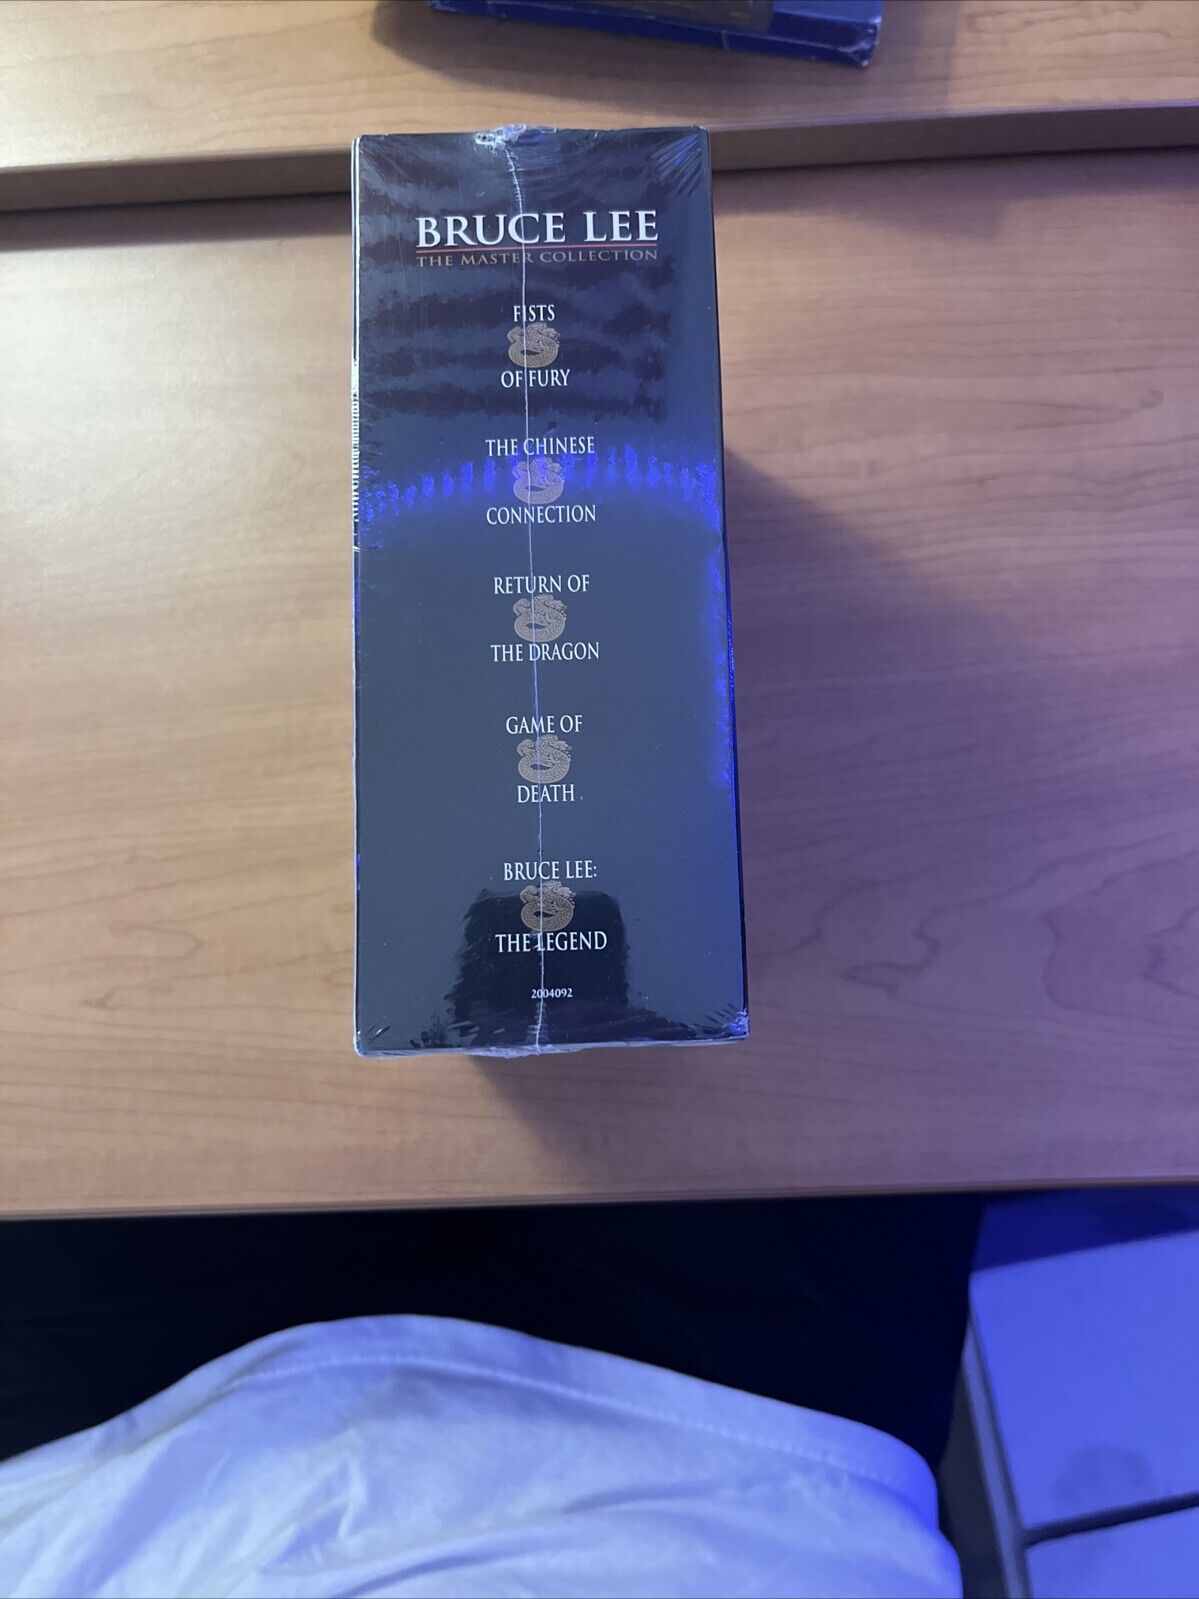 BRUCE LEE
THE MASTER COLLECTION
FISTS
OF FURY
THE CHINESE
CONNECTION
RETURN OF
THE DRAGON
GAME OF
DEATH
BRUCE LEE:
THE LEGEND
2004092